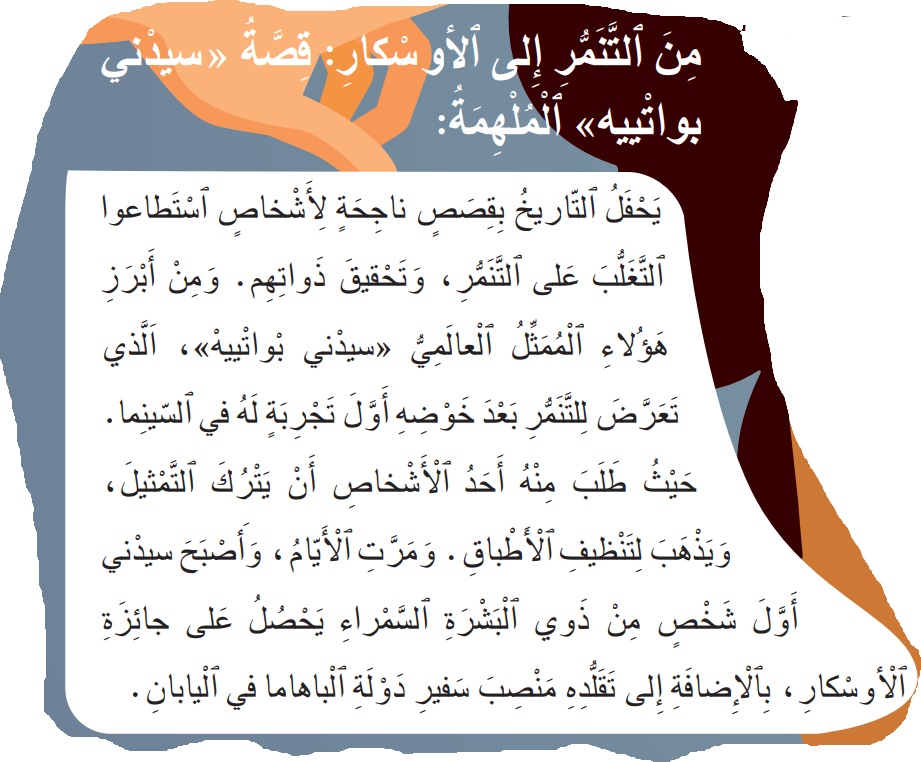 مِنَ ٱلتَّنَمُّرِ إِلى ٱلأوسْكارِ: قِصَّةُ «سيدْني
بواتْييه» ٱلْمُلْهِمَةُ:
يَحْفَلُ ٱلتّاريخُ بِقِصَصٍ ناجِحَةٍ لِأَشْخاصٍ ٱسْتَطاعوا
ٱلتَّغَلُّبَ عَلى ٱلتَّنَمُّرِ، وَتَحْقيقَ ذَواتِهِم. وَمِنْ أَبْرَزِ
هَؤُلاءِ ٱلْمُمَثِّلُ ٱلْعالَمِيُّ «سيدْني بْواتْييهْ»، ٱلَّذي
تَعَرَّضَ لِلتَّنَمُّرِ بَعْدَ خَوْضِهِ أَوَّلَ تَجْرِبَةٍ لَهُ في ٱلسّينِما.
حَيْثُ طَلَبَ مِنْهُ أَحَدُ ٱلْأَشْخاصِ أَنْ يَتْرُكَ ٱلتَّمْثيلَ،
وَيَذْهَبَ لِتَنْظيفِ ٱلْأَطْباقِ. وَمَرَّتِ ٱلْأَيّامُ، وَأصْبَحَ سيدْني
أَوَّلَ شَخْصٍ مِنْ ذَوي ٱلْبَشْرَةِ ٱلسَّمْراءِ يَحْصُلُ عَلى جائِزَةِ
ٱلْأوسْكارِ، بِٱلْإِضافَةِ إِلى تَقَلُّدِهِ مَنْصِبَ سَفيرِ دَوْلَةِ ٱلْباهاما في ٱلْيابانِ.